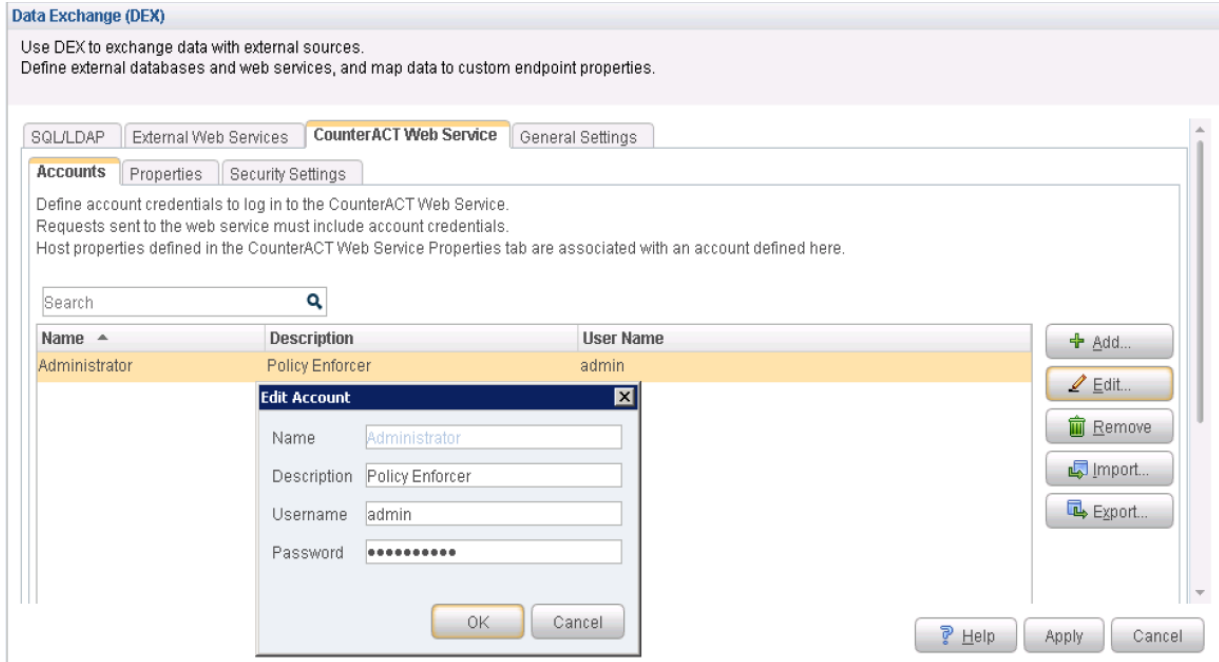 Data Exchange (DEX)
Use DEX to exchange data with external sources.
Define external databases and web services, and map data to custom endpoint properties.
SQL/LDAP External Web Services CounterACT Web Service General Settings
Accounts Properties Security Settings
Define account credentials to log in to the CounterACT Web Service.
Requests sent to the web service must include account credentials.
Host properties defined in the CounterACT Web Service Properties tab are associated with an account defined here.
Search
Name Description User Name
Administrator Policy Enforcer admin
Add...
Edit...
Remove
Import...
Export...
Edit Account
Name Administrator
Description Policy Enforcer
Username admin
Password ••••••••••
OK Cancel
Help Apply Cancel